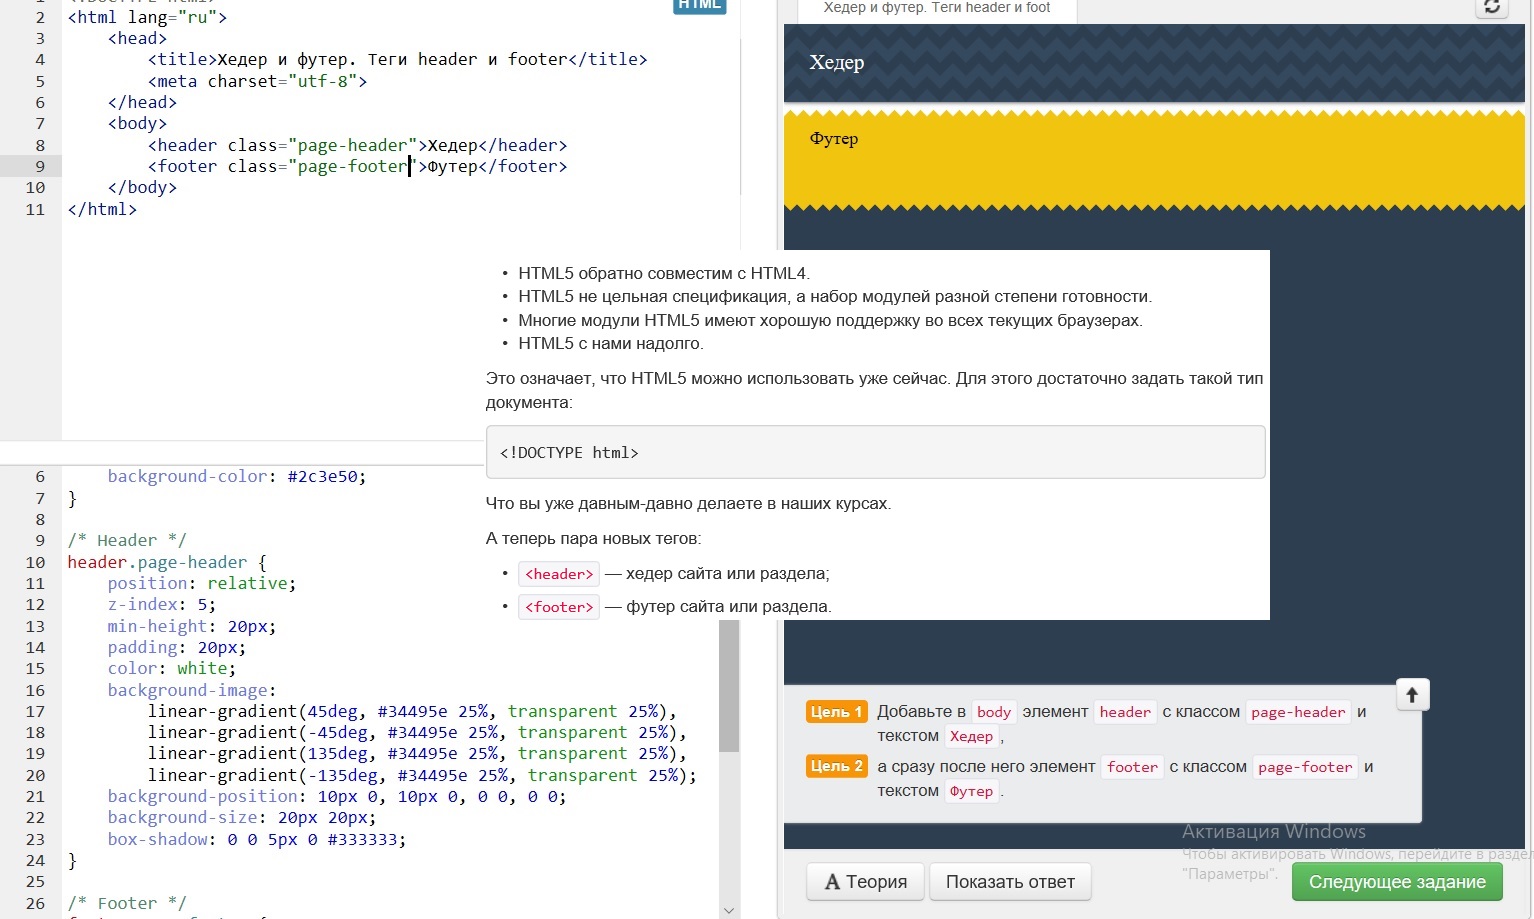 1 <!DOCTYPE html>
2 <html lang="ru">
3 <head>
4 <title>Хедер и футер. Теги header и footer</title>
5 <meta charset="utf-8">
6 </head>
7 <body>
8 <header class="page-header">Хедер</header>
9 <footer class="page-footer">Футер</footer>
10 </body>
11 </html>
HTML
6 background-color: #2c3e50;
7 }
8
9 /* Header */
10 header.page-header {
11 position: relative;
12 z-index: 5;
13 min-height: 20px;
14 padding: 20px;
15 color: white;
16 background-image:
17 linear-gradient(45deg, #34495e 25%, transparent 25%),
18 linear-gradient(-45deg, #34495e 25%, transparent 25%),
19 linear-gradient(135deg, #34495e 25%, transparent 25%),
20 linear-gradient(-135deg, #34495e 25%, transparent 25%);
21 background-position: 10px 0, 10px 0, 0 0, 0 0;
22 background-size: 20px 20px;
23 box-shadow: 0 0 5px 0 #333333;
24 }
25
26 /* Footer */
• HTML5 обратно совместим с HTML4.
• HTML5 не цельная спецификация, а набор модулей разной степени готовности.
• Многие модули HTML5 имеют хорошую поддержку во всех текущих браузерах.
• HTML5 с нами надолго.
Это означает, что HTML5 можно использовать уже сейчас. Для этого достаточно задать такой тип
документа:
<!DOCTYPE html>
Что вы уже давным-давно делаете в наших курсах.
А теперь пара новых тегов:
• <header> — хедер сайта или раздела;
• <footer> — футер сайта или раздела.
Хедер и футер. Теги header и foot
Хедер
Футер
Цель 1 Добавьте в body элемент header с классом page-header и
текстом Хедер ,
Цель 2 а сразу после него элемент footer с классом page-footer и
текстом Футер .
Активация Windows
Чтобы активировать Windows, перейдите в раздел
"Параметры".
A Теория
Показать ответ
Следующее задание